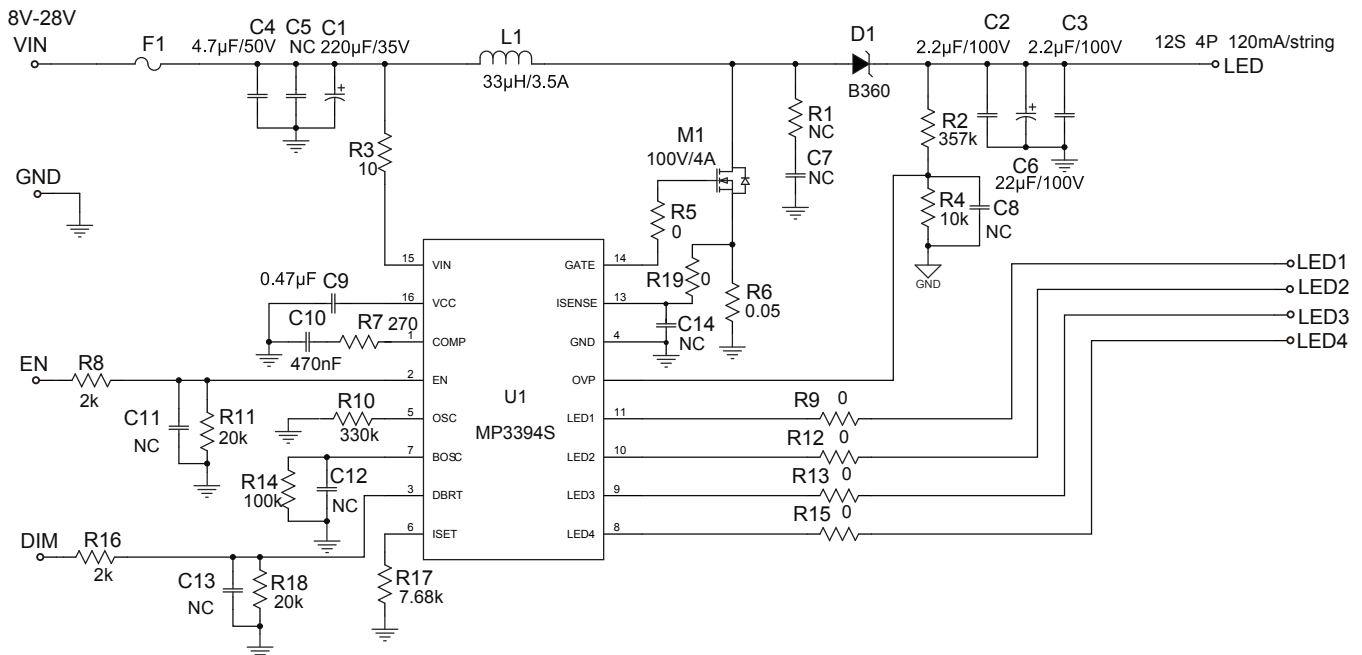 8V-28V
VIN
F1
C4
4.7µF/50V
C5
NC
C1
220µF/35V
L1
33µH/3.5A
D1
B360
C2
2.2µF/100V
C3
2.2µF/100V
12S 4P 120mA/string
LED
R1
NC
C7
NC
R2
357k
C6
22µF/100V
R3
10
M1
100V/4A
GND
R5
0
R4
10k
C8
NC
GND
R19
0
R6
0.05
C14
NC
0.47µF
C9
C10
470nF
R7
270
EN
R8
2k
C11
NC
R11
20k
R10
330k
R14
100k
C12
NC
DIM
R16
2k
C13
NC
R18
20k
R17
7.68k
U1
MP3394S
15 VIN
16 VCC
1 COMP
2 EN
5 OSC
7 BOSC
3 DBRT
6 ISET
GATE 14
ISENSE 13
GND 4
OVP
LED1 11
LED2 10
LED3 9
LED4 8
R9 0
R12 0
R13 0
R15 0
LED1
LED2
LED3
LED4